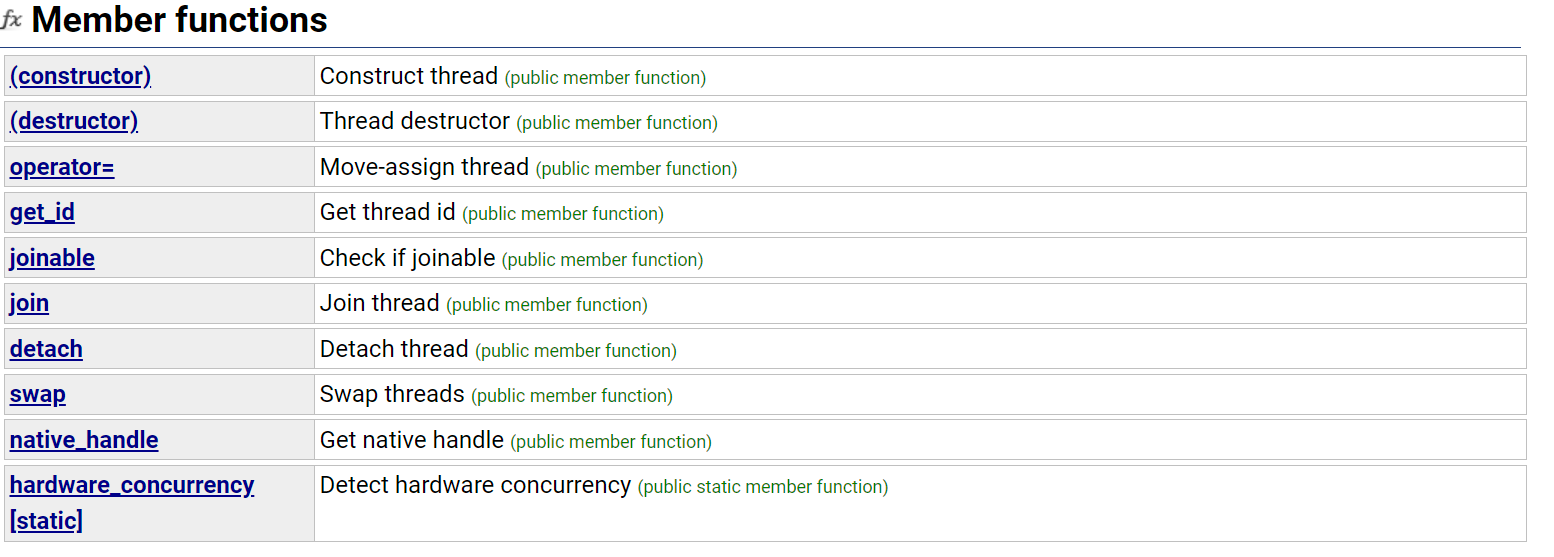 fx Member functions
(constructor) Construct thread (public member function)
(destructor) Thread destructor (public member function)
operator= Move-assign thread (public member function)
get_id Get thread id (public member function)
joinable Check if joinable (public member function)
join Join thread (public member function)
detach Detach thread (public member function)
swap Swap threads (public member function)
native_handle Get native handle (public member function)
hardware_concurrency Detect hardware concurrency (public static member function)
[static]